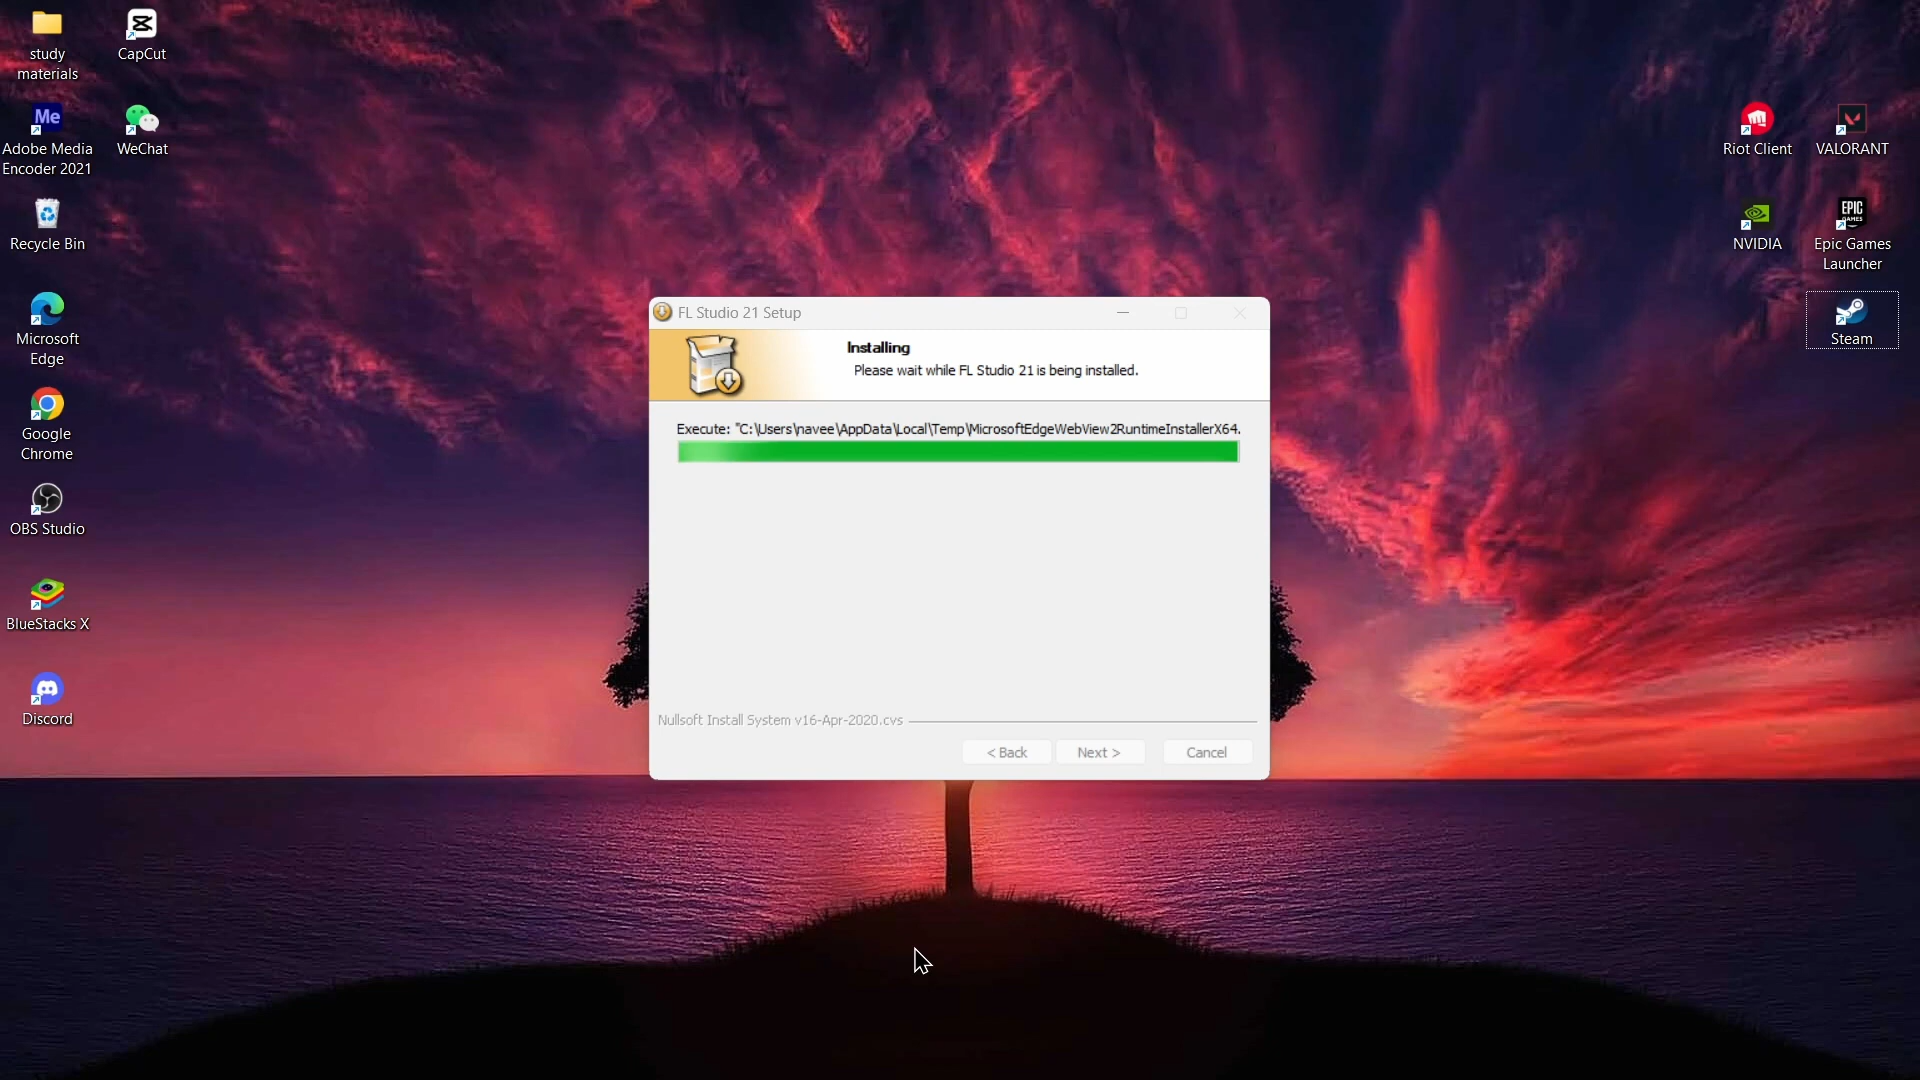 study
materials
CapCut
Me
Adobe Media
Encoder 2021
WeChat
Recycle Bin
Microsoft
Edge
Google
Chrome
OBS Studio
BlueStacks X
Discord
FL Studio 21 Setup
Installing
Please wait while FL Studio 21 is being installed.
Execute: "C:\Users\navee\AppData\Local\Temp\MicrosoftEdgeWebView2RuntimeInstallerX64.
Nullsoft Install System v16-Apr-2020.cvs
< Back
Next >
Cancel
Riot Client
VALORANT
NVIDIA
EPIC
GAMES
Epic Games
Launcher
Steam